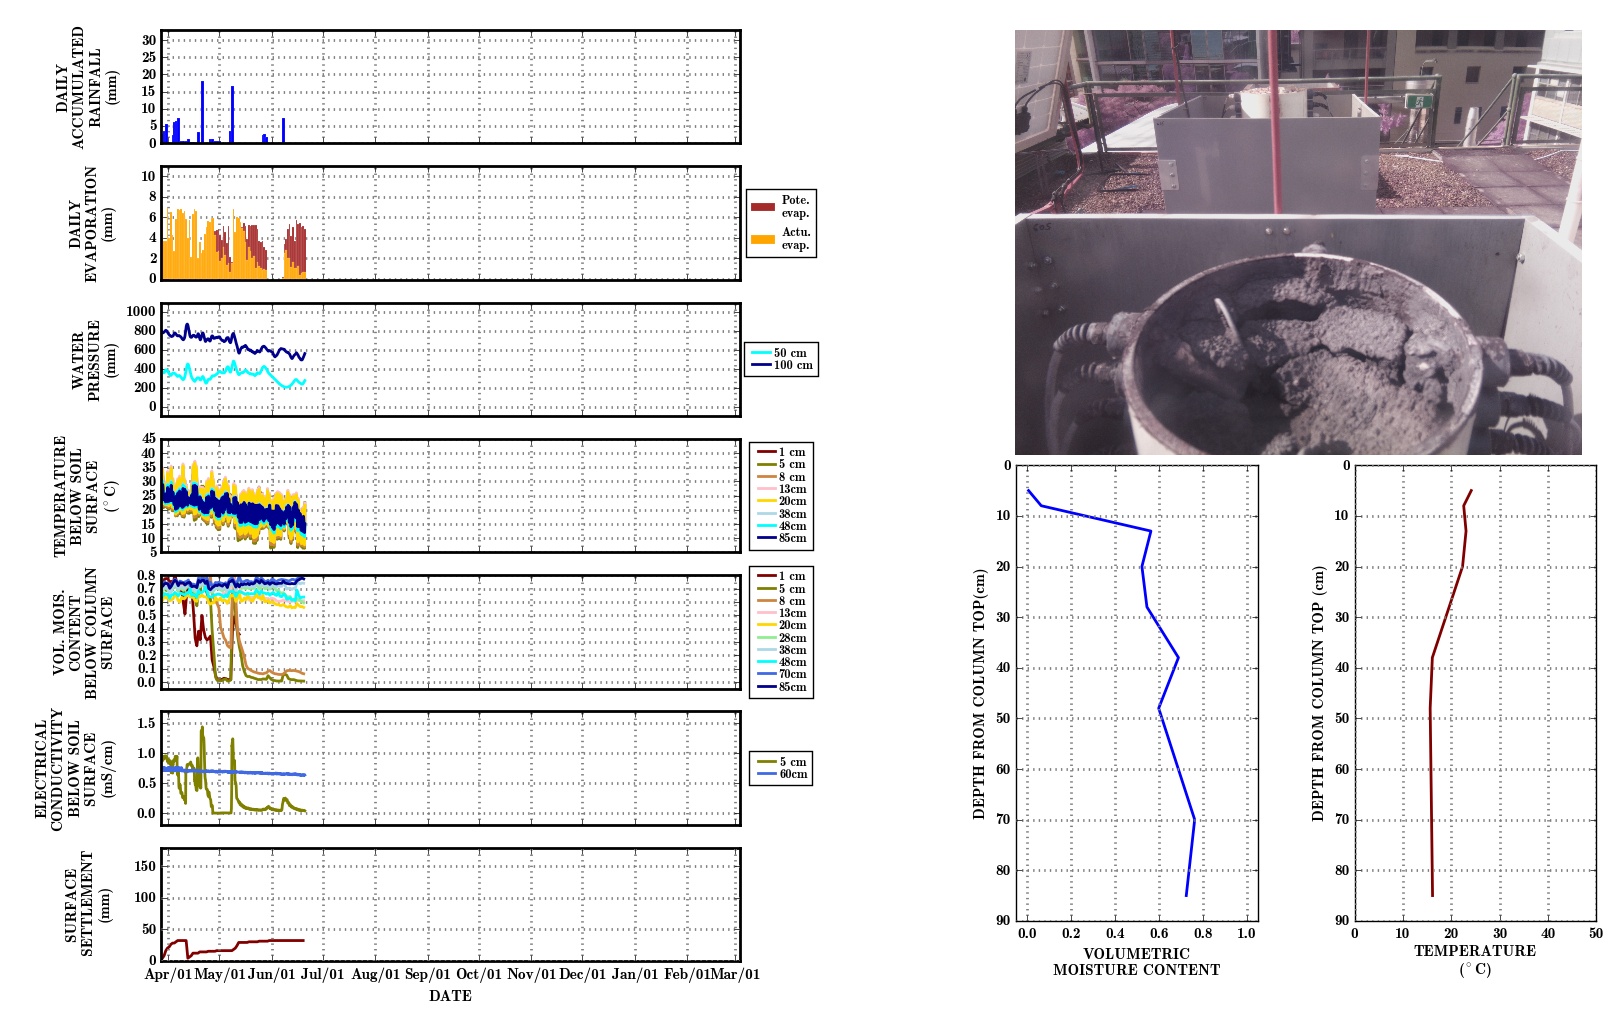 DAILY
ACCUMULATED
RAINFALL
(mm)
30
25
20
15
10
5
0
DAILY
EVAPORATION
(mm)
10
8
6
4
2
0
Pote.
evap.
Actu.
evap.
WATER
PRESSURE
(mm)
1000
800
600
400
200
0
50 cm
100 cm
TEMPERATURE
BELOW SOIL
SURFACE
(°C)
45
40
35
30
25
20
15
10
5
1 cm
5 cm
8 cm
13cm
20cm
38cm
48cm
85cm
VOL. MOIS.
CONTENT
BELOW COLUMN
SURFACE
0.8
0.7
0.6
0.5
0.4
0.3
0.2
0.1
0.0
1 cm
5 cm
8 cm
13cm
20cm
28cm
38cm
48cm
70cm
85cm
ELECTRICAL
CONDUCTIVITY
BELOW SOIL
SURFACE
(mS/cm)
1.5
1.0
0.5
0.0
5 cm
60cm
SURFACE
SETTLEMENT
(mm)
150
100
50
0
Apr/01 May/01 Jun/01 Jul/01 Aug/01 Sep/01 Oct/01 Nov/01 Dec/01 Jan/01 Feb/01 Mar/01
DATE
DEPTH FROM COLUMN TOP(cm)
0
10
20
30
40
50
60
70
80
90
0.0 0.2 0.4 0.6 0.8 1.0
VOLUMETRIC
MOISTURE CONTENT
DEPTH FROM COLUMN TOP (cm)
0
10
20
30
40
50
60
70
80
90
0 10 20 30 40 50
TEMPERATURE
(°C)